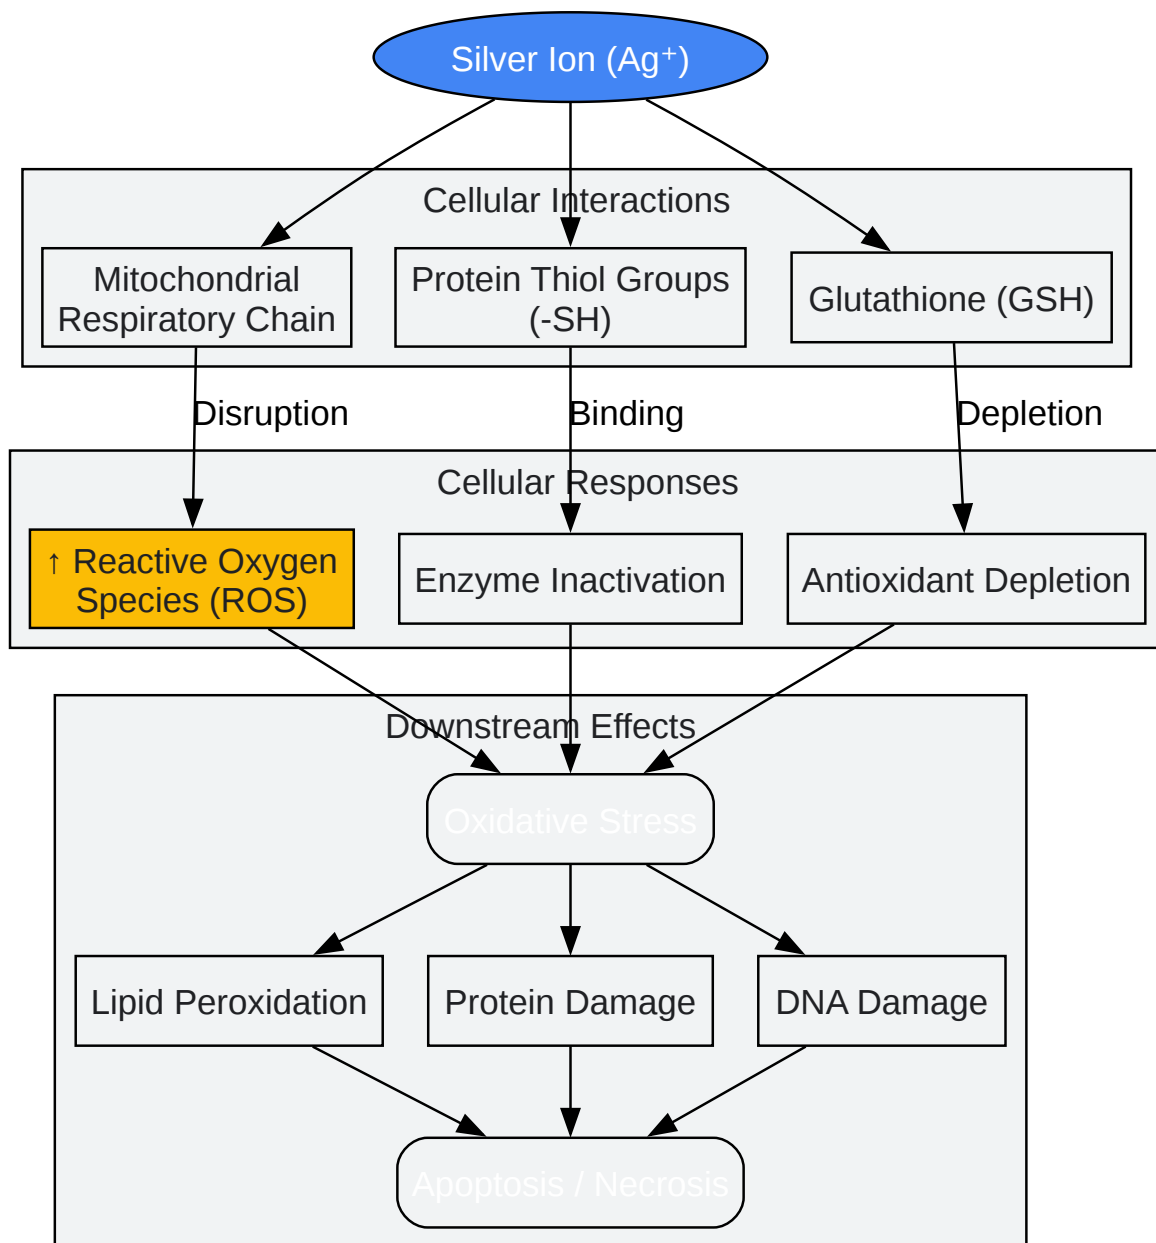 Silver Ion (Ag⁺)
Cellular Interactions
Mitochondrial
Respiratory Chain
Protein Thiol Groups
(-SH)
Glutathione (GSH)
Disruption
Binding
Depletion
Cellular Responses
↑ Reactive Oxygen
Species (ROS)
Enzyme Inactivation
Antioxidant Depletion
Downstream Effects
Oxidative Stress
Lipid Peroxidation
Protein Damage
DNA Damage
Apoptosis / Necrosis